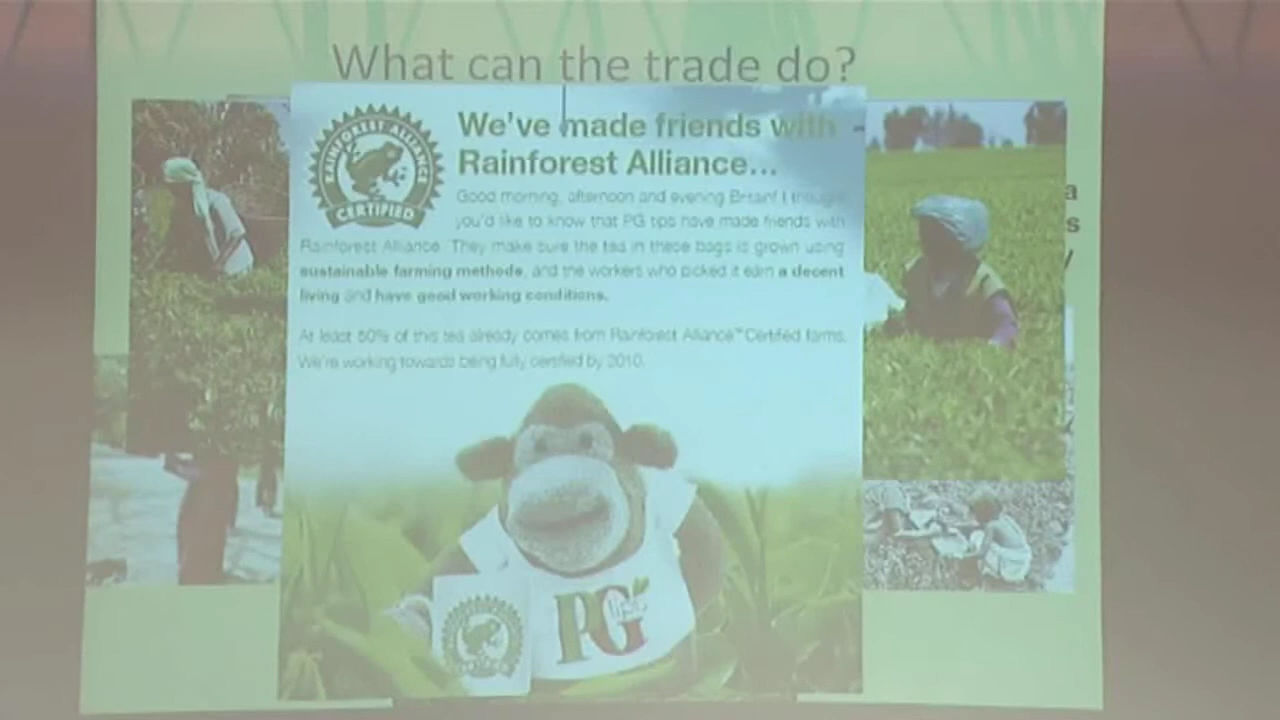 What can the trade do?
RAINFOREST ALLIANCE
CERTIFIED
We've made friends with
Rainforest Alliance...
Good morning, afternoon and evening Britain! I thought
you'd like to know that PG tips have made friends with
Rainforest Alliance. They make sure the tea in these bags is grown using
sustainable farming methods, and the workers who picked it earn a decent
living and have good working conditions.
At least 50% of this tea already comes from Rainforest Alliance™ Certified farms.
We're working towards being fully certified by 2010.
a
s
y
PG tips